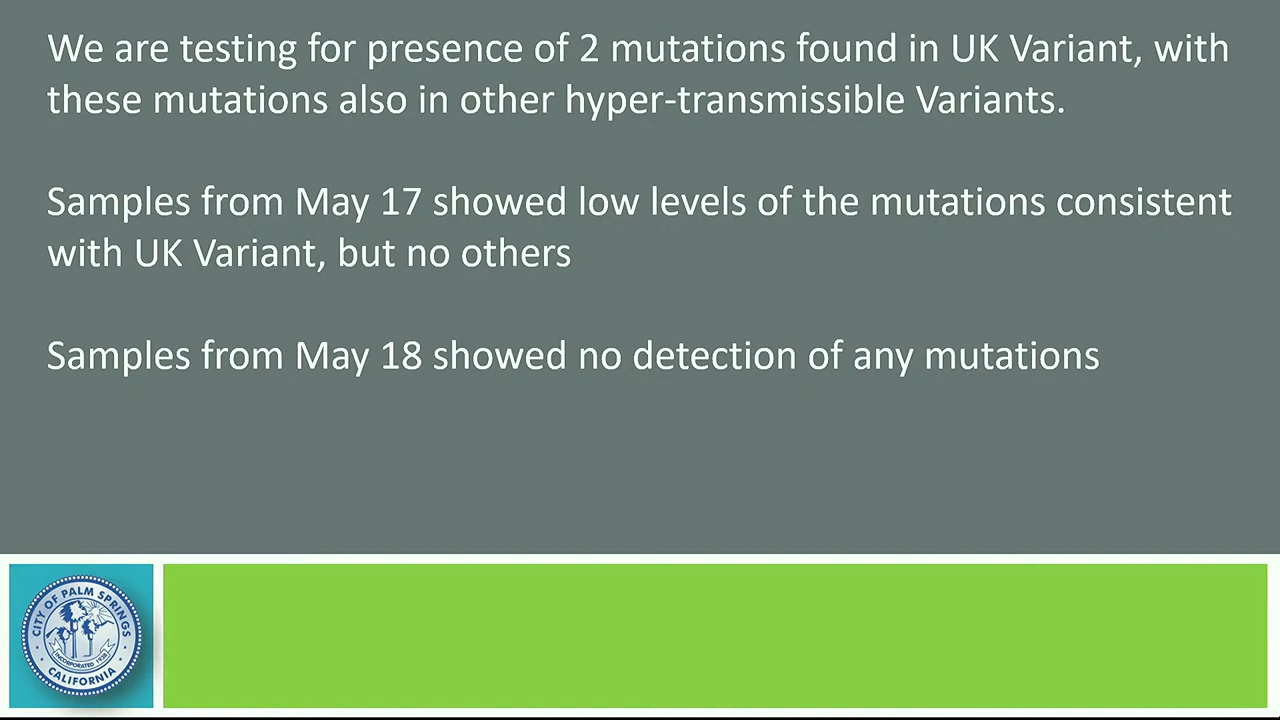 We are testing for presence of 2 mutations found in UK Variant, with
these mutations also in other hyper-transmissible Variants.
Samples from May 17 showed low levels of the mutations consistent
with UK Variant, but no others
Samples from May 18 showed no detection of any mutations
CITY OF PALM SPRINGS
INCORPORATED 1938
CALIFORNIA